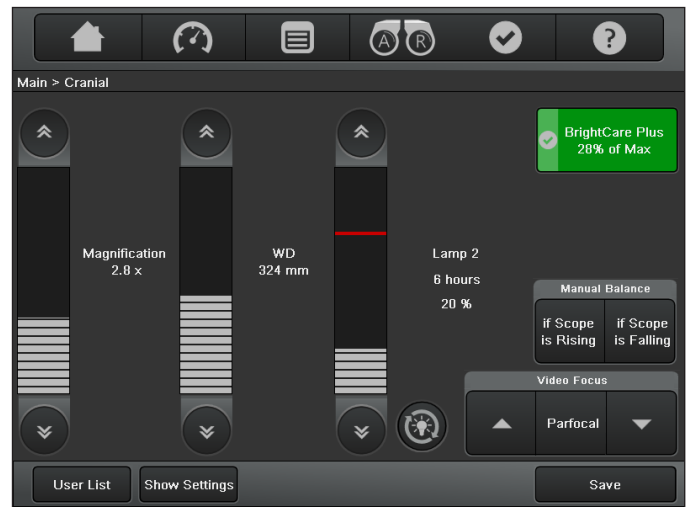 A R
?
Main > Cranial
BrightCare Plus
28% of Max
Magnification
2.8 x
WD
324 mm
Lamp 2
6 hours
20 %
Manual Balance
if Scope
is Rising
if Scope
is Falling
Video Focus
Parfocal
User List
Show Settings
Save